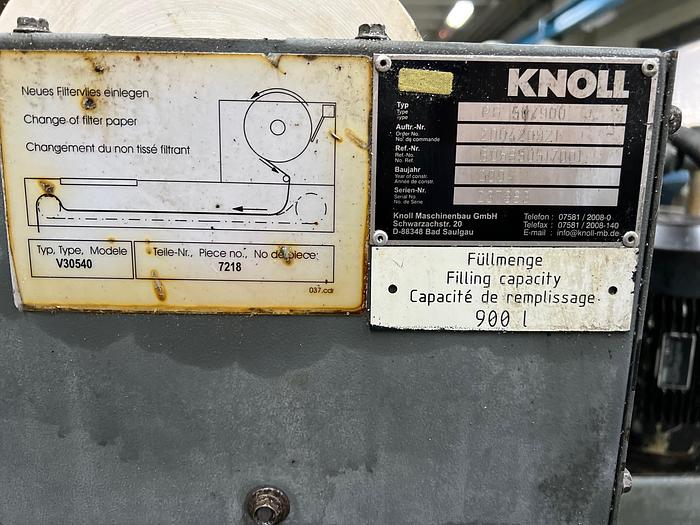 Neues Filtervlies einlegen
Change of filter paper
Changement du non tissé filtrant
Typ, Type, Modele
V30540
Teile-Nr., Piece no., No de piece:
7218
037.cdr
KNOLL
Typ
Type
Type
Auftr.-Nr.
Order No.
No. de commande
Ref.-Nr.
Ref.-No.
No. Ref.
Baujahr
Year of constr.
Année de constr.
Serien-Nr.
Serial No.
No. de Série
Knoll Maschinenbau GmbH
Schwarzachstr. 20
D-88348 Bad Saulgau
Telefon : 07581 / 2008-0
Telefax : 07581 / 2008-140
E-mail : info@knoll-mb.de
Füllmenge
Filling capacity
Capacité de remplissage
900 l